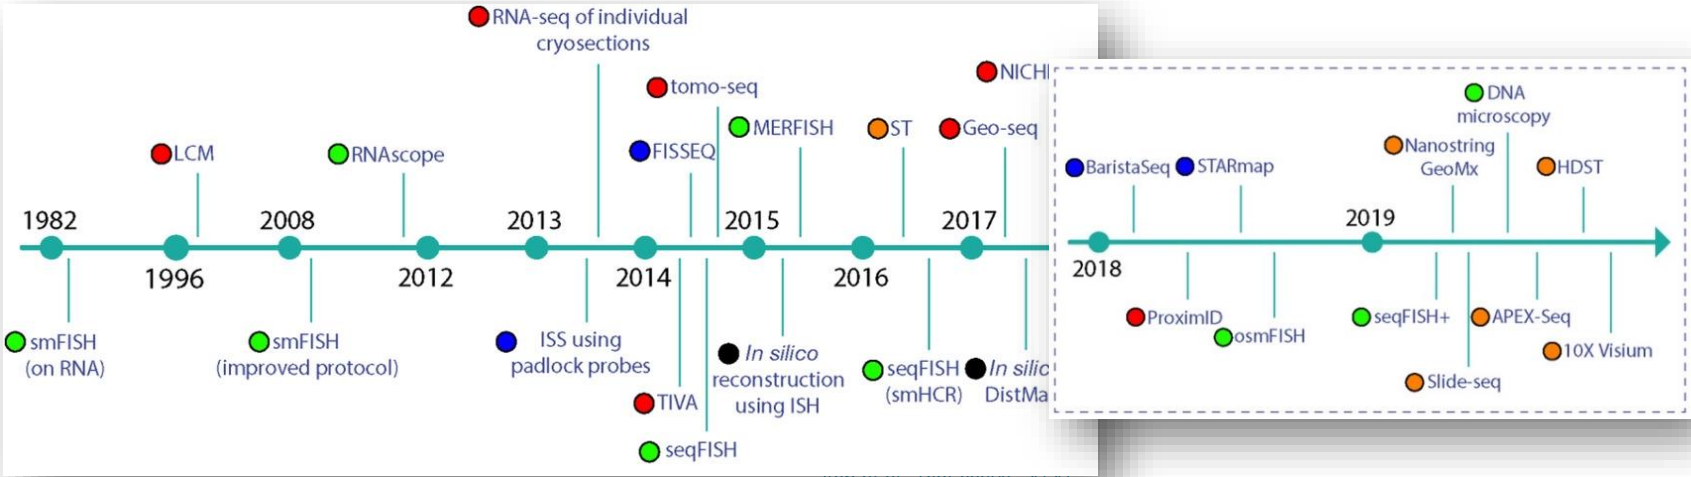 RNA-seq of individual
cryosections
tomo-seq
NICH
MERFISH
ST
Geo-seq
FISSEQ
LCM
RNAscope
1982
2008
2013
2015
2017
1996
2012
2014
2016
smFISH
(on RNA)
smFISH
(improved protocol)
ISS using
padlock probes
In silico
reconstruction
using ISH
TIVA
seqFISH
seqFISH
(smHCR)
In silic
DistMa
DNA
microscopy
Nanostring
GeoMx
HDST
BaristaSeq
STARmap
2019
2018
ProximID
osmFISH
seqFISH+
APEX-Seq
10X Visium
Slide-seq